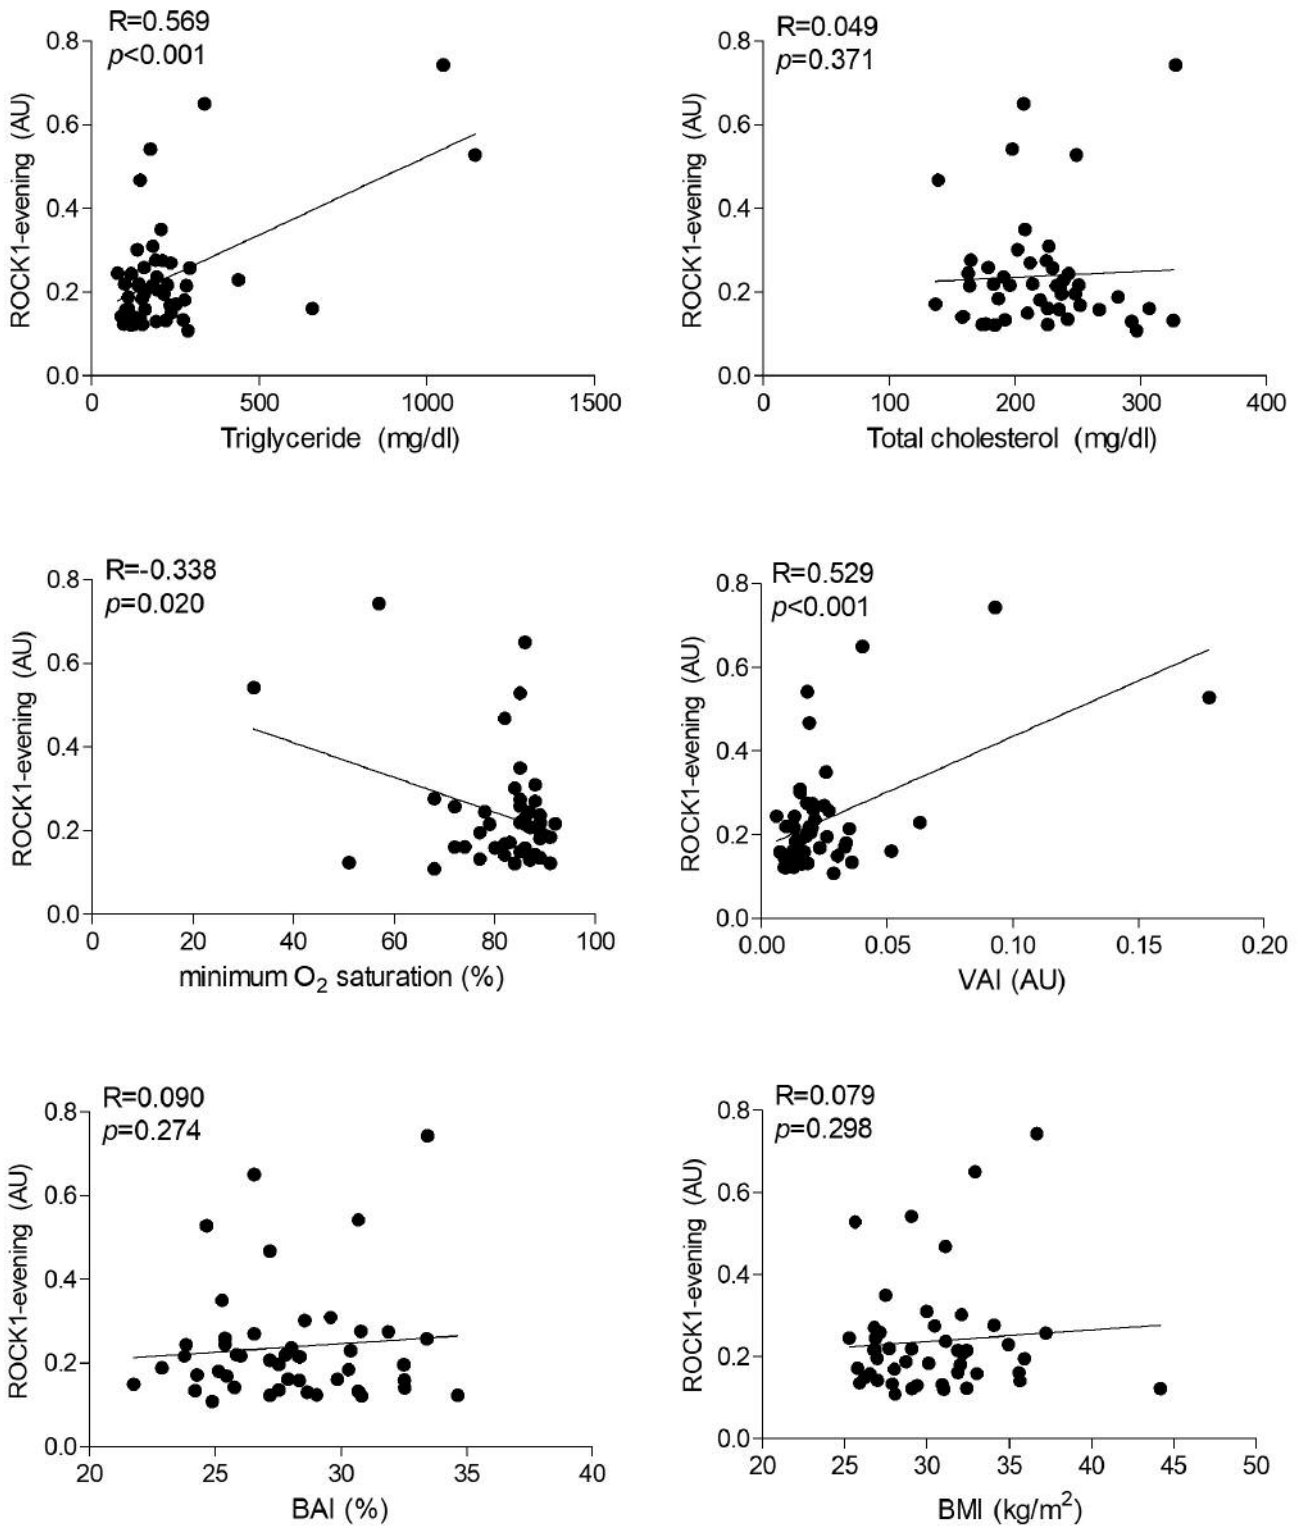 R=0.569
p<0.001
0.8
0.6
0.4
0.2
0.0
ROCK1-evening (AU)
0 500 1000 1500
Triglyceride (mg/dl)
R=0.049
p=0.371
0.8
0.6
0.4
0.2
0.0
ROCK1-evening (AU)
0 100 200 300 400
Total cholesterol (mg/dl)
R=-0.338
p=0.020
0.8
0.6
0.4
0.2
0.0
ROCK1-evening (AU)
0 20 40 60 80 100
minimum O₂ saturation (%)
R=0.529
p<0.001
0.8
0.6
0.4
0.2
0.0
ROCK1-evening (AU)
0.00 0.05 0.10 0.15 0.20
VAI (AU)
R=0.090
p=0.274
0.8
0.6
0.4
0.2
0.0
ROCK1-evening (AU)
20 25 30 35 40
BAI (%)
R=0.079
p=0.298
0.8
0.6
0.4
0.2
0.0
ROCK1-evening (AU)
20 25 30 35 40 45 50
BMI (kg/m²)